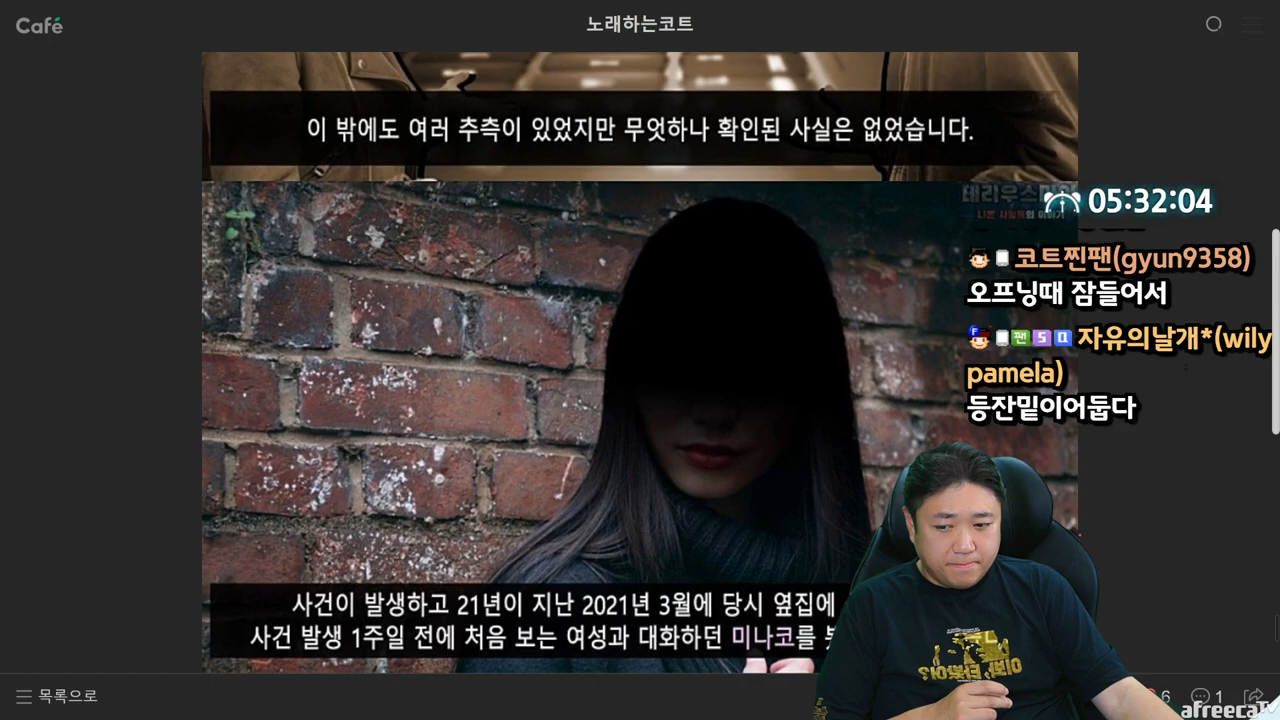 Café
노래하는코트
이 밖에도 여러 추측이 있었지만 무엇하나 확인된 사실은 없었습니다.
05:32:04
코트찐팬(gyun9358)
오프닝때 잠들어서
팬 5 자유의날개*(wily
pamela)
등잔밑이어둡다
사건이 발생하고 21년이 지난 2021년 3월에 당시 옆집에
사건 발생 1주일 전에 처음 보는 여성과 대화하던 미나코를
목록으로
6
1
afreecaTV